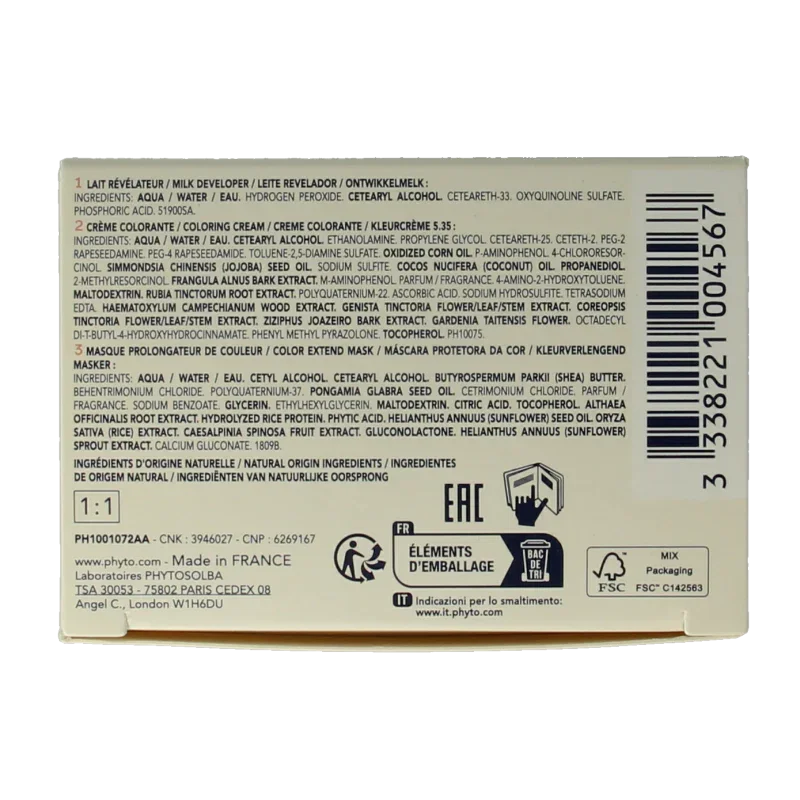 1 LAIT RÉVÉLATEUR / MILK DEVELOPER / LEITE REVELADOR / ONTWIKKELMELK :
INGREDIENTS: AQUA / WATER / EAU. HYDROGEN PEROXIDE. CETEARYL ALCOHOL. CETEARETH-33. OXYQUINOLINE SULFATE.
PHOSPHORIC ACID. 51900SA.
2 CRÈME COLORANTE / COLORING CREAM / CREME COLORANTE / KLEURCRÈME 5.35 :
INGREDIENTS: AQUA / WATER / EAU. CETEARYL ALCOHOL. ETHANOLAMINE. PROPYLENE GLYCOL. CETEARETH-25. CETETH-2. PEG-2
RAPESEEDAMINE. PEG-4 RAPESEEDAMIDE. TOLUENE-2,5-DIAMINE SULFATE. OXIDIZED CORN OIL. P-AMINOPHENOL. 4-CHLORORESOR-
CINOL. SIMMONDSIA CHINENSIS (JOJOBA) SEED OIL. SODIUM SULFITE. COCOS NUCIFERA (COCONUT) OIL. PROPANEDIOL.
2-METHYLRESORCINOL. FRANGULA ALNUS BARK EXTRACT. M-AMINOPHENOL. PARFUM / FRAGRANCE. 4-AMINO-2-HYDROXYTOLUENE.
MALTODEXTRIN. RUBIA TINCTORUM ROOT EXTRACT. POLYQUATERNIUM-22. ASCORBIC ACID. SODIUM HYDROSULFITE. TETRASODIUM
EDTA. HAEMATOXYLUM CAMPECHIANUM WOOD EXTRACT. GENISTA TINCTORIA FLOWER/LEAF/STEM EXTRACT. COREOPSIS
TINCTORIA FLOWER/LEAF/STEM EXTRACT. ZIZIPHUS JOAZEIRO BARK EXTRACT. GARDENIA TAITENSIS FLOWER. OCTADECYL
DI-T-BUTYL-4-HYDROXYHYDROCINNAMATE. PHENYL METHYL PYRAZOLONE. TOCOPHEROL. PH10075.
3 MASQUE PROLONGATEUR DE COULEUR / COLOR EXTEND MASK / MÁSCARA PROTETORA DA COR / KLEURVERLENGEND
MASKER :
INGREDIENTS: AQUA / WATER / EAU. CETYL ALCOHOL. CETEARYL ALCOHOL. BUTYROSPERMUM PARKII (SHEA) BUTTER.
BEHENTRIMONIUM CHLORIDE. POLYQUATERNIUM-37. PONGAMIA GLABRA SEED OIL. CETRIMONIUM CHLORIDE. PARFUM /
FRAGRANCE. SODIUM BENZOATE. GLYCERIN. ETHYLHEXYLGLYCERIN. MALTODEXTRIN. CITRIC ACID. TOCOPHEROL. ALTHAEA
OFFICINALIS ROOT EXTRACT. HYDROLYZED RICE PROTEIN. PHYTIC ACID. HELIANTHUS ANNUUS (SUNFLOWER) SEED OIL. ORYZA
SATIVA (RICE) EXTRACT. CAESALPINIA SPINOSA FRUIT EXTRACT. GLUCONOLACTONE. HELIANTHUS ANNUUS (SUNFLOWER)
SPROUT EXTRACT. CALCIUM GLUCONATE. 1809B.
INGRÉDIENTS D'ORIGINE NATURELLE / NATURAL ORIGIN INGREDIENTS / INGREDIENTES
DE ORIGEM NATURAL / INGREDIËNTEN VAN NATUURLIJKE OORSPRONG
1:1
PH1001072AA - CNK : 3946027 - CNP : 6269167
www.phyto.com - Made in FRANCE
Laboratoires PHYTOSOLBA
TSA 30053 - 75802 PARIS CEDEX 08
Angel C., London W1H6DU
EAC
FR
ÉLÉMENTS
D'EMBALLAGE
BAC
DE
TRI
IT Indicazioni per lo smaltimento:
www.it.phyto.com
FSC
MIX
Packaging
FSC™ C142563
3 338221 004567